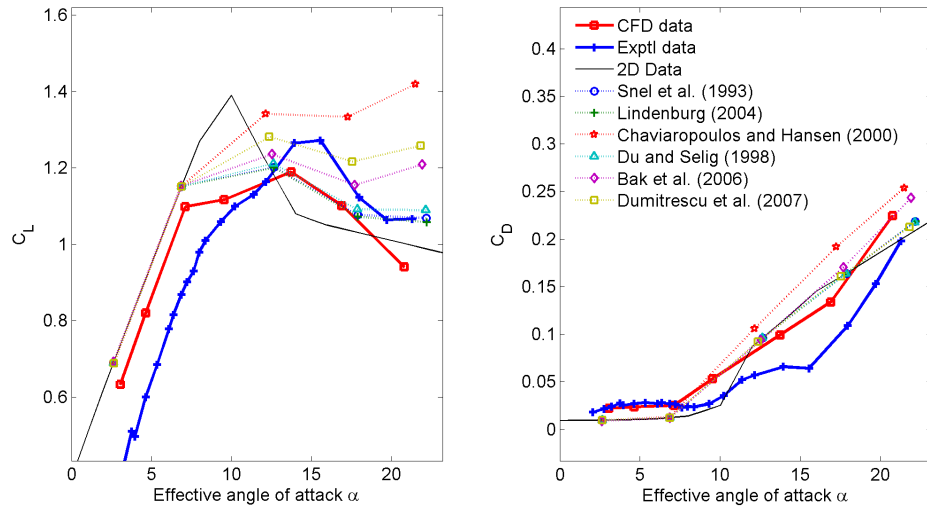 1.6
1.4
1.2
1
0.8
0.6
C_L
0
5
10
15
20
Effective angle of attack α
0.4
0.35
0.3
0.25
0.2
0.15
0.1
0.05
0
C_D
0
5
10
15
20
Effective angle of attack α
CFD data
Exptl data
2D Data
Snel et al. (1993)
Lindenburg (2004)
Chaviaropoulos and Hansen (2000)
Du and Selig (1998)
Bak et al. (2006)
Dumitrescu et al. (2007)